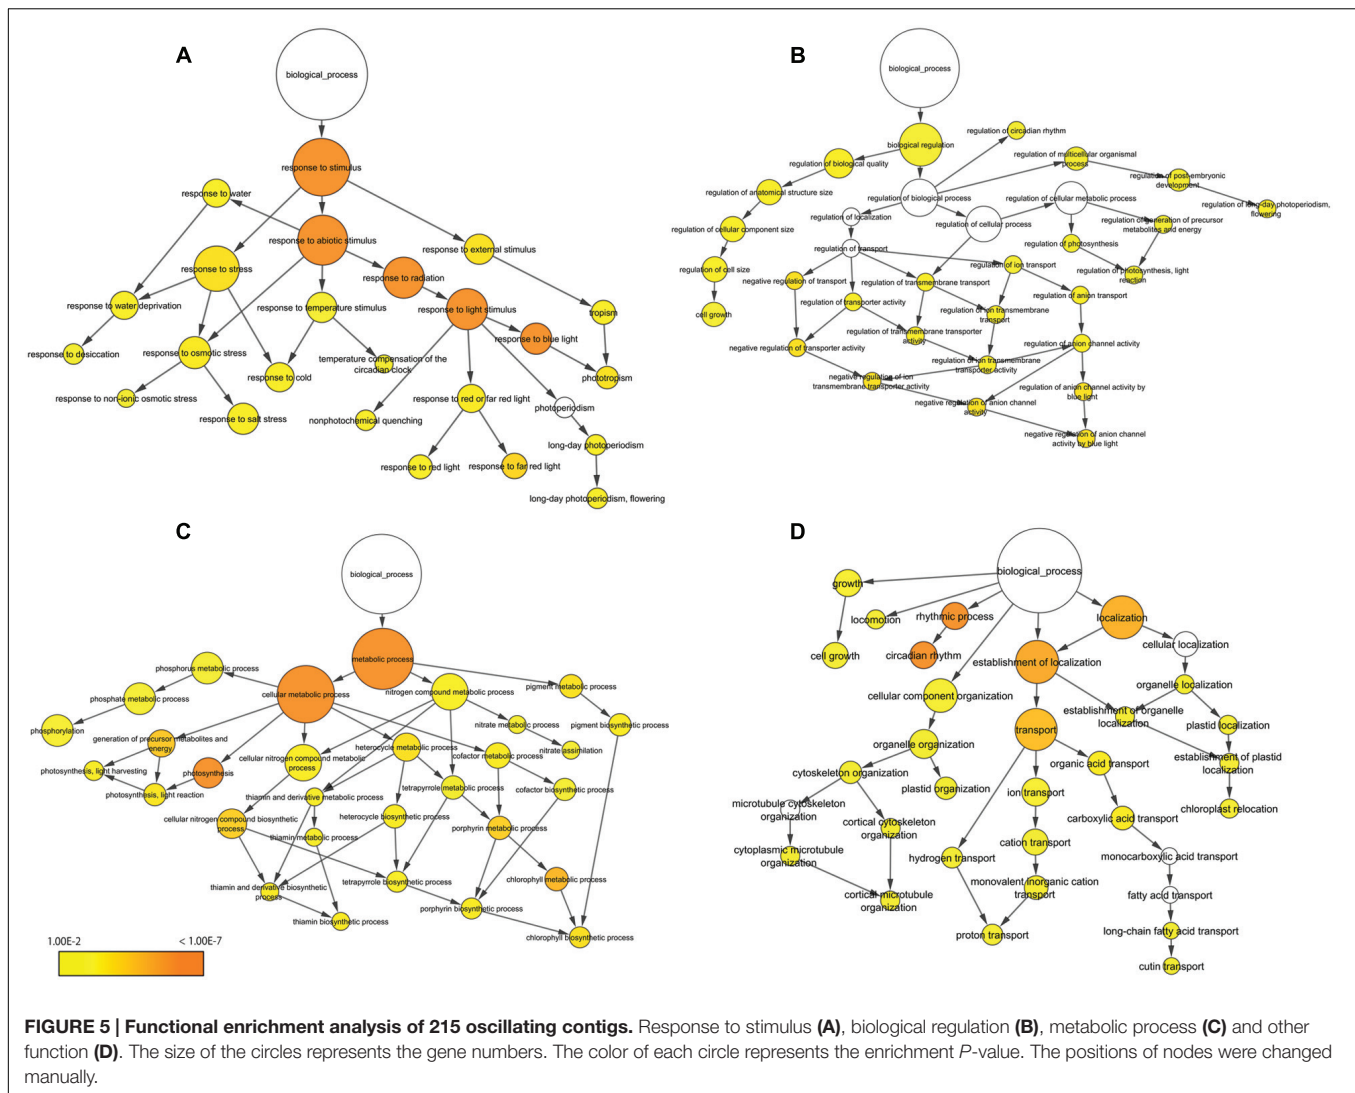 A
biological_process
response to stimulus
response to water
response to abiotic stimulus
response to external stimulus
response to stress
response to radiation
response to water deprivation
response to temperature stimulus
response to light stimulus
tropism
response to desiccation
response to osmotic stress
response to blue light
temperature compensation of the
circadian clock
response to cold
phototropism
response to non-ionic osmotic stress
response to red or far red light
photoperiodism
response to salt stress
nonphotochemical quenching
long-day photoperiodism
response to red light
response to far red light
long-day photoperiodism, flowering
B
biological_process
regulation of circadian rhythm
biological regulation
regulation of biological quality
regulation of multicellular organismal
process
regulation of post-embryonic
development
regulation of anatomical structure size
regulation of biological process
regulation of cellular metabolic process
regulation of long-day photoperiodism,
flowering
regulation of localization
regulation of cellular process
regulation of generation of precursor
metabolites and energy
regulation of cellular component size
regulation of transport
regulation of photosynthesis
regulation of cell size
regulation of ion transport
regulation of photosynthesis, light
reaction
negative regulation of transport
regulation of transmembrane transport
regulation of anion transport
regulation of transporter activity
cell growth
regulation of ion transmembrane
transport
regulation of transmembrane transporter
activity
negative regulation of transporter activity
regulation of anion channel activity
regulation of ion transmembrane
transporter activity
negative regulation of ion
transmembrane transporter activity
regulation of anion channel activity by
blue light
negative regulation of anion channel
activity
negative regulation of anion channel
activity by blue light
C
biological_process
metabolic process
phosphorus metabolic process
cellular metabolic process
nitrogen compound metabolic process
pigment metabolic process
phosphate metabolic process
nitrate metabolic process
pigment biosynthetic process
phosphorylation
generation of precursor metabolites and
energy
heterocycle metabolic process
nitrate assimilation
cellular nitrogen compound metabolic
process
cofactor metabolic process
photosynthesis, light harvesting
photosynthesis
tetrapyrrole metabolic process
cofactor biosynthetic process
photosynthesis, light reaction
thiamin and derivative metabolic process
cellular nitrogen compound biosynthetic
process
heterocycle biosynthetic process
thiamin metabolic process
porphyrin metabolic process
tetrapyrrole biosynthetic process
chlorophyll metabolic process
thiamin and derivative biosynthetic
process
porphyrin biosynthetic process
thiamin biosynthetic process
chlorophyll biosynthetic process
1.00E-2
< 1.00E-7
D
biological_process
growth
locomotion
rhythmic process
localization
cell growth
circadian rhythm
cellular localization
establishment of localization
cellular component organization
organelle localization
establishment of organelle
localization
plastid localization
transport
organelle organization
organic acid transport
establishment of plastid
localization
cytoskeleton organization
plastid organization
ion transport
chloroplast relocation
microtubule cytoskeleton
organization
cortical cytoskeleton
organization
carboxylic acid transport
cation transport
cytoplasmic microtubule
organization
hydrogen transport
monocarboxylic acid transport
monovalent inorganic cation
transport
cortical microtubule
organization
fatty acid transport
proton transport
long-chain fatty acid transport
cutin transport
FIGURE 5 | Functional enrichment analysis of 215 oscillating contigs. Response to stimulus (A), biological regulation (B), metabolic process (C) and other
function (D). The size of the circles represents the gene numbers. The color of each circle represents the enrichment P-value. The positions of nodes were changed
manually.